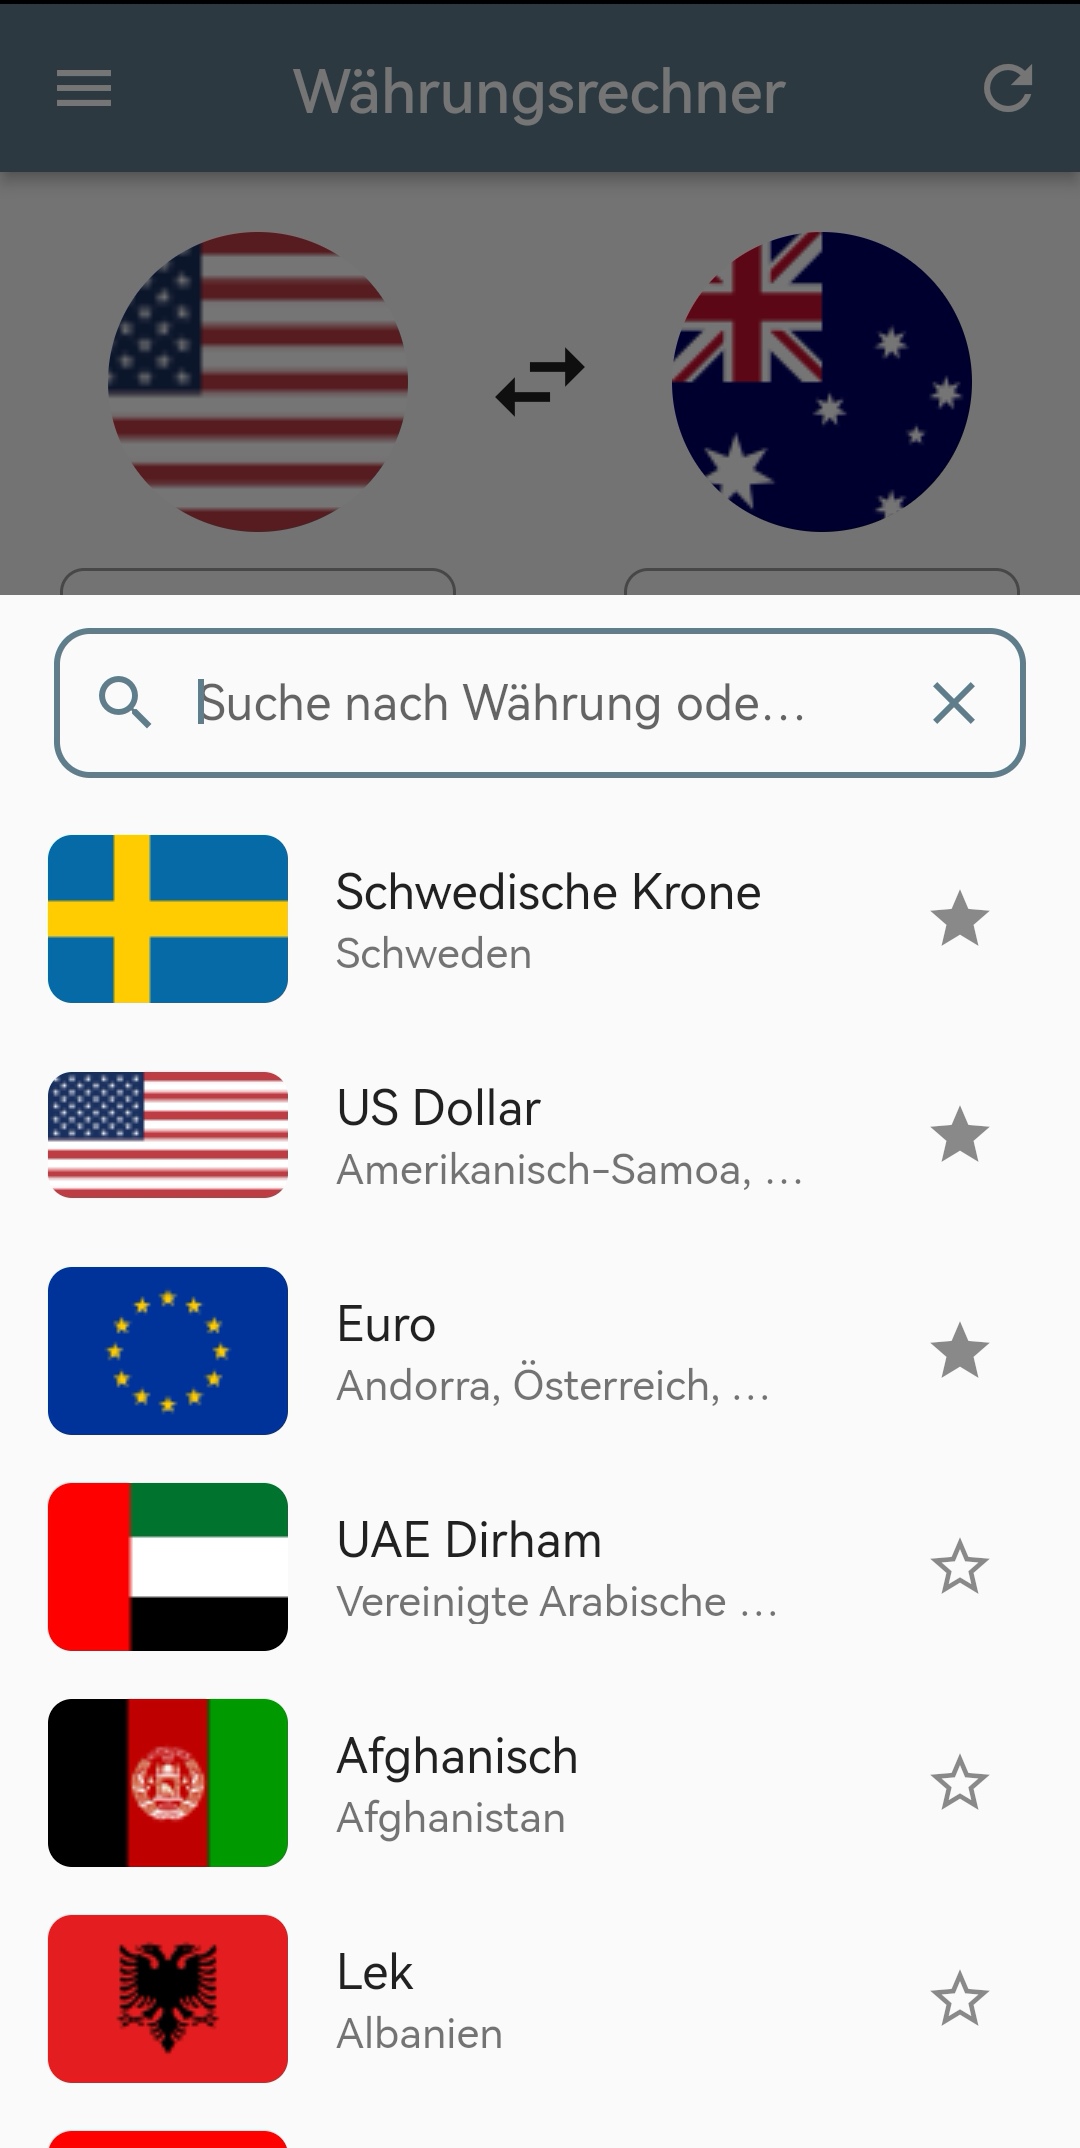 Währungsrechner
Suche nach Währung ode...
Schwedische Krone
Schweden
US Dollar
Amerikanisch-Samoa, ...
Euro
Andorra, Österreich, ...
UAE Dirham
Vereinigte Arabische ...
Afghanisch
Afghanistan
Lek
Albanien